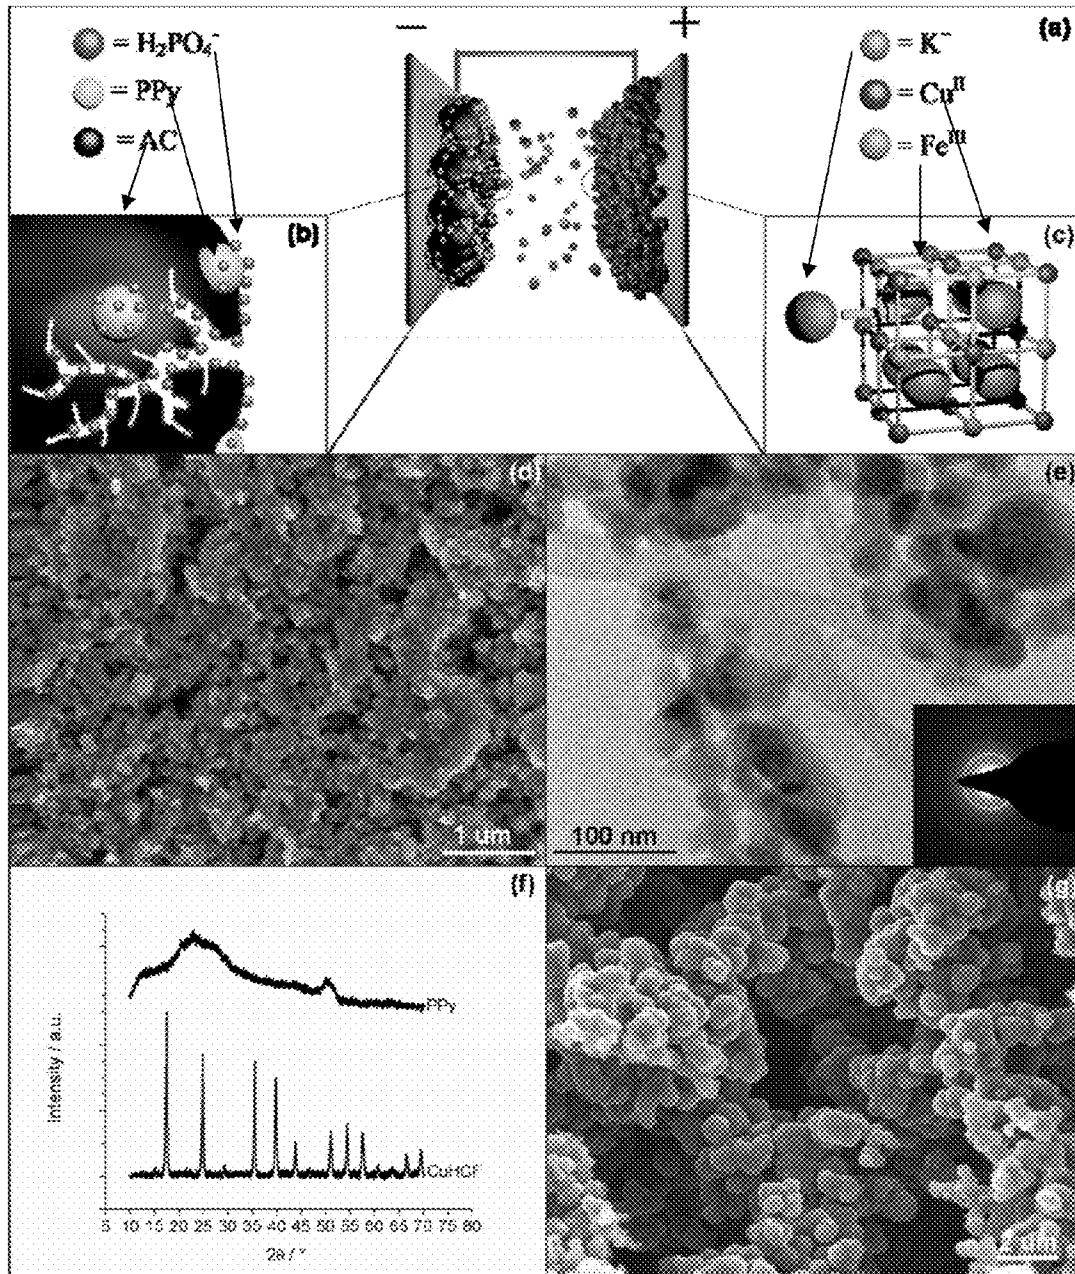 − + (a)
= H₂PO₄⁻
= PPy
= AC
= K⁻
= Cuᴵᴵ
= Feᴵᴵᴵ
(b)
(c)
(d)
1 um
(e)
100 nm
(f)
Intensity / a.u.
PPy
CuHCF
5 10 15 20 25 30 35 40 45 50 55 60 65 70 75 80
2θ / °
(g)
um